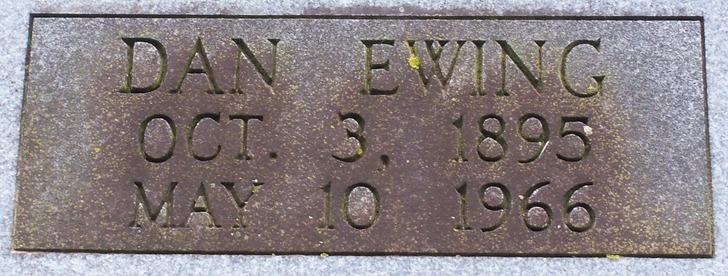 DAN EWING
OCT. 3, 1895
MAY 10 1966